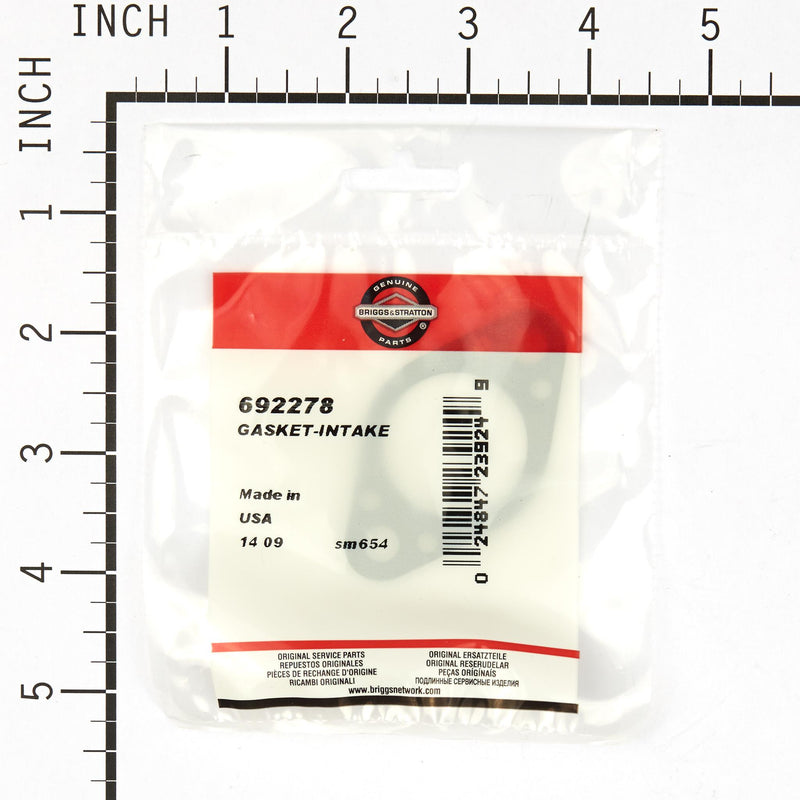 INCH 1 2 3 4 5
INCH
1
2
3
4
5
GENUINE
BRIGGS&STRATTON
®
PARTS
692278
GASKET-INTAKE
Made in
USA
14 09 sm654
0 24847 23924 6
ORIGINAL SERVICE PARTS
REPUESTOS ORIGINALES
PIÈCES DE RECHANGE D'ORIGINE
RICAMBI ORIGINALI
ORIGINAL ERSATZTEILE
ORIGINAL RESERUDELAR
PEÇAS ORIGINAIS
ПОДЛИННЫЕ СЕРВИСНЫЕ ИЗДЕЛИЯ
www.briggsnetwork.com